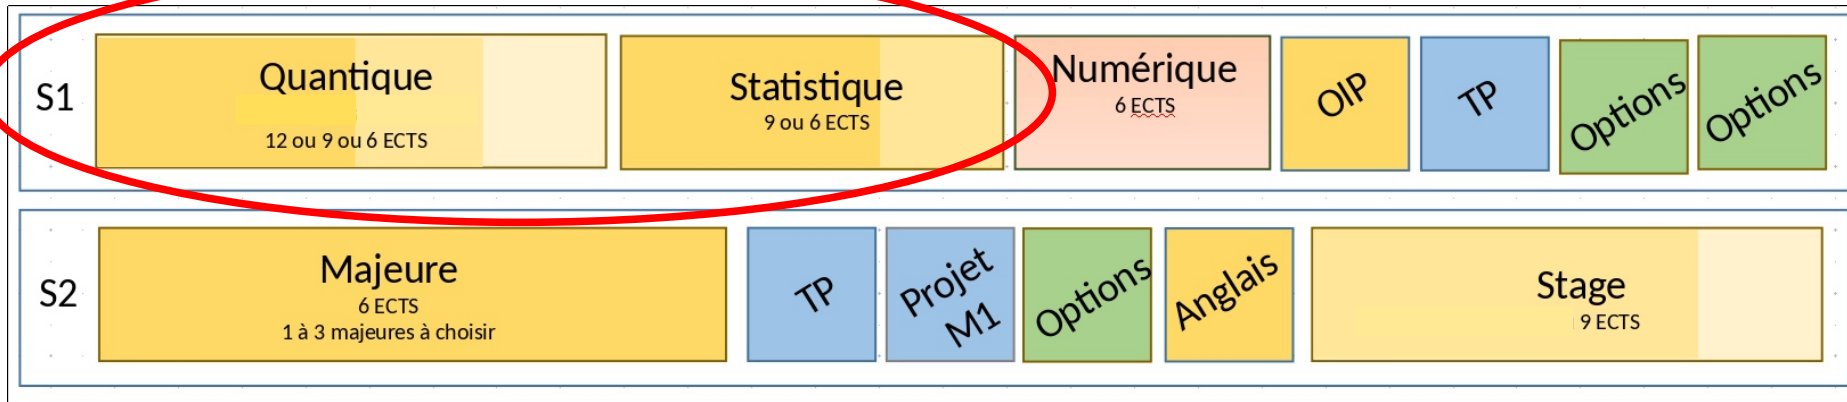 S1
Quantique
12 ou 9 ou 6 ECTS
Statistique
9 ou 6 ECTS
Numérique
6 ECTS
OIP
TP
Options
Options
S2
Majeure
6 ECTS
1 à 3 majeures à choisir
TP
Projet
M1
Options
Anglais
Stage
9 ECTS